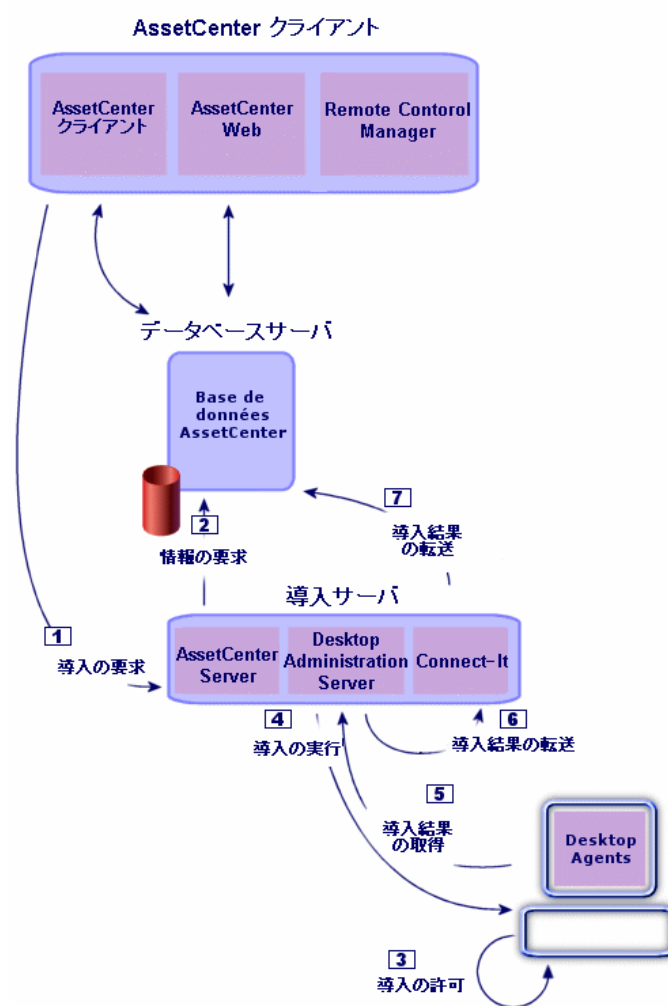 AssetCenter クライアント
AssetCenter
クライアント
AssetCenter
Web
Remote Contorol
Manager
データベースサーバ
Base de
données
AssetCenter
2
情報の要求
7
導入結果
の転送
導入サーバ
1
導入の要求
AssetCenter
Server
Desktop
Administration
Server
Connect-It
4
導入の実行
6
導入結果の転送
5
導入結果
の取得
Desktop
Agents
3
導入の許可